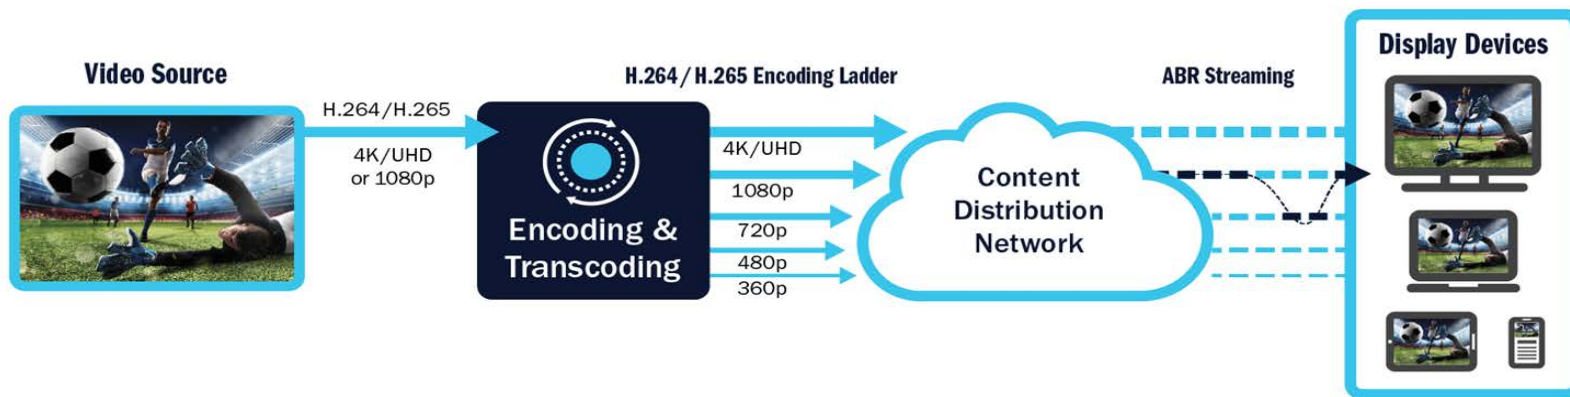 Video Source
H.264/H.265
4K/UHD
or 1080p
Encoding &
Transcoding
H.264 / H.265 Encoding Ladder
4K/UHD
1080p
720p
480p
360p
Content
Distribution
Network
ABR Streaming
Display Devices